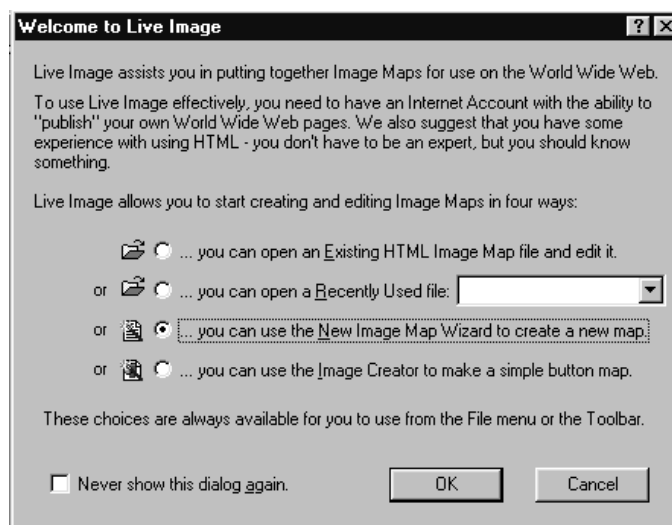 Welcome to Live Image
Live Image assists you in putting together Image Maps for use on the World Wide Web.
To use Live Image effectively, you need to have an Internet Account with the ability to
"publish" your own World Wide Web pages. We also suggest that you have some
experience with using HTML - you don't have to be an expert, but you should know
something.
Live Image allows you to start creating and editing Image Maps in four ways:
... you can open an Existing HTML Image Map file and edit it.
or ... you can open a Recently Used file:
or ... you can use the New Image Map Wizard to create a new map.
or ... you can use the Image Creator to make a simple button map.
These choices are always available for you to use from the File menu or the Toolbar.
Never show this dialog again. OK Cancel